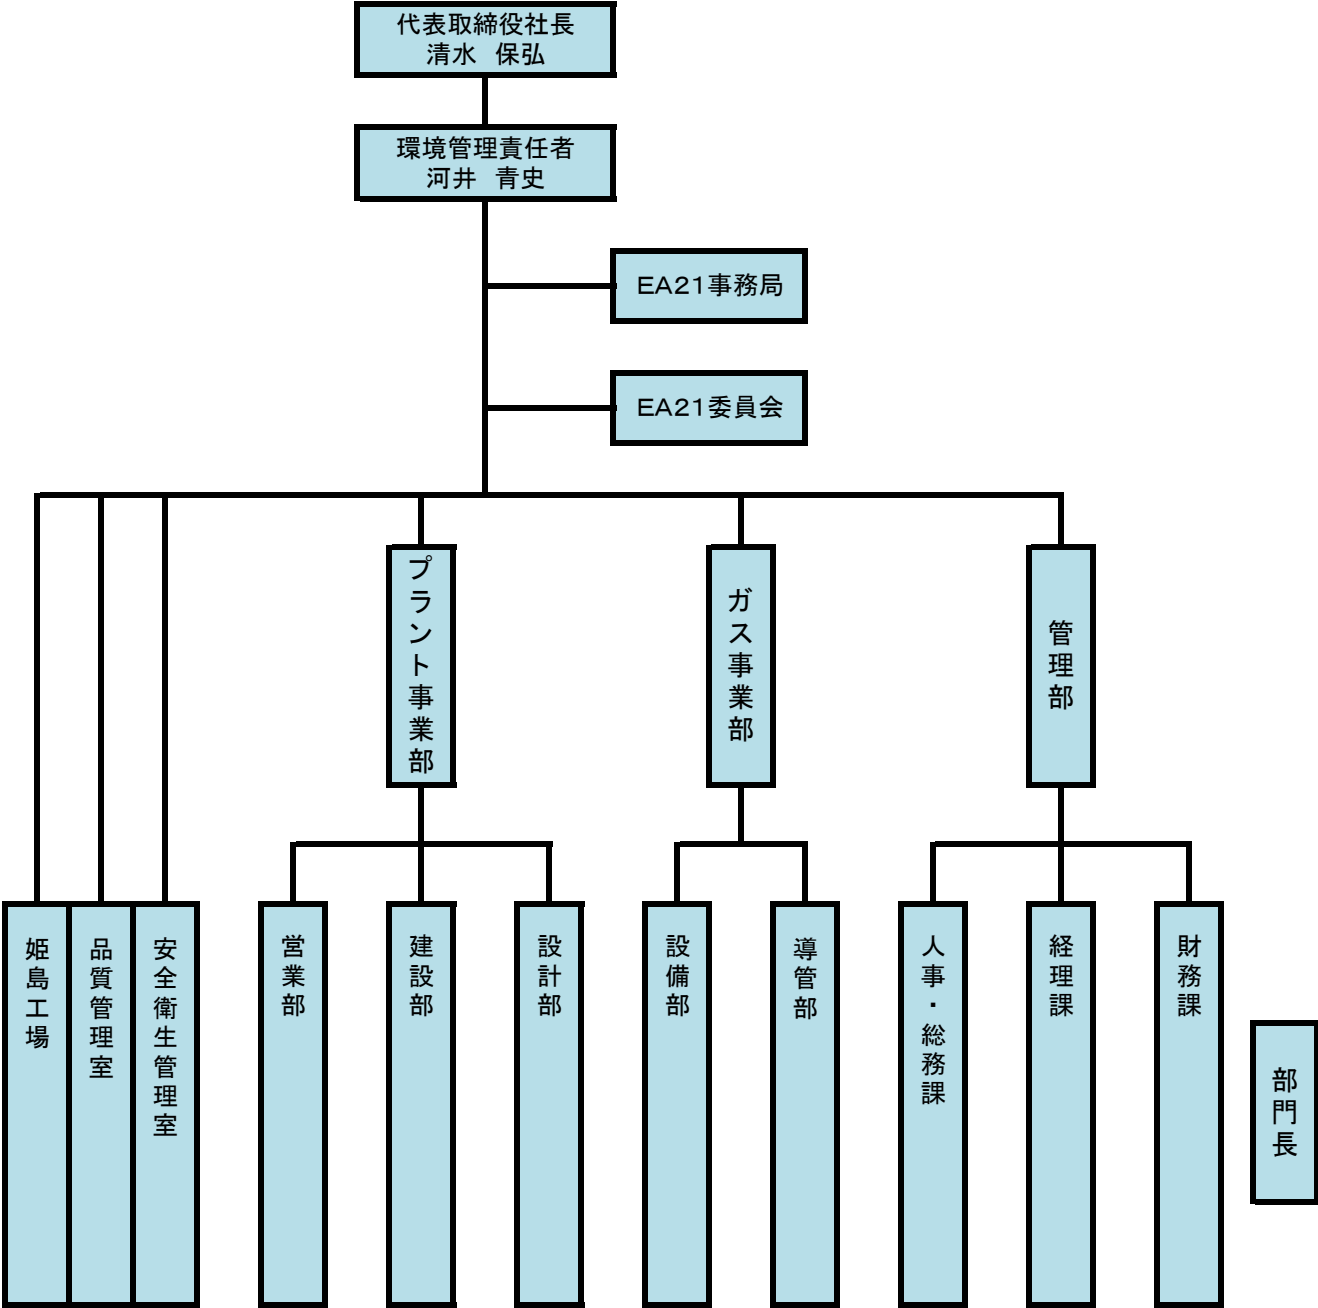 代表取締役社長
清水　保弘
環境管理責任者
河井　青史
EA21事務局
EA21委員会
プラント事業部
ガス事業部
管理部
姫島工場
品質管理室
安全衛生管理室
営業部
建設部
設計部
設備部
導管部
人事・総務課
経理課
財務課
部門長